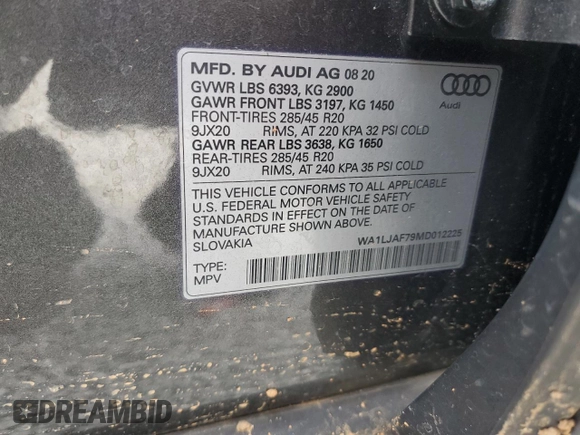 MFD. BY AUDI AG 08 20
GVWR LBS 6393, KG 2900
GAWR FRONT LBS 3197, KG 1450
FRONT-TIRES 285/45 R20
9JX20 RIMS, AT 220 KPA 32 PSI COLD
GAWR REAR LBS 3638, KG 1650
REAR-TIRES 285/45 R20
9JX20 RIMS, AT 240 KPA 35 PSI COLD
THIS VEHICLE CONFORMS TO ALL APPLICABLE
U.S. FEDERAL MOTOR VEHICLE SAFETY
STANDARDS IN EFFECT ON THE DATE OF
MANUFACTURE SHOWN ABOVE.
SLOVAKIA
WA1LJAF79MD012225
TYPE:
MPV
Audi
DREAMBID